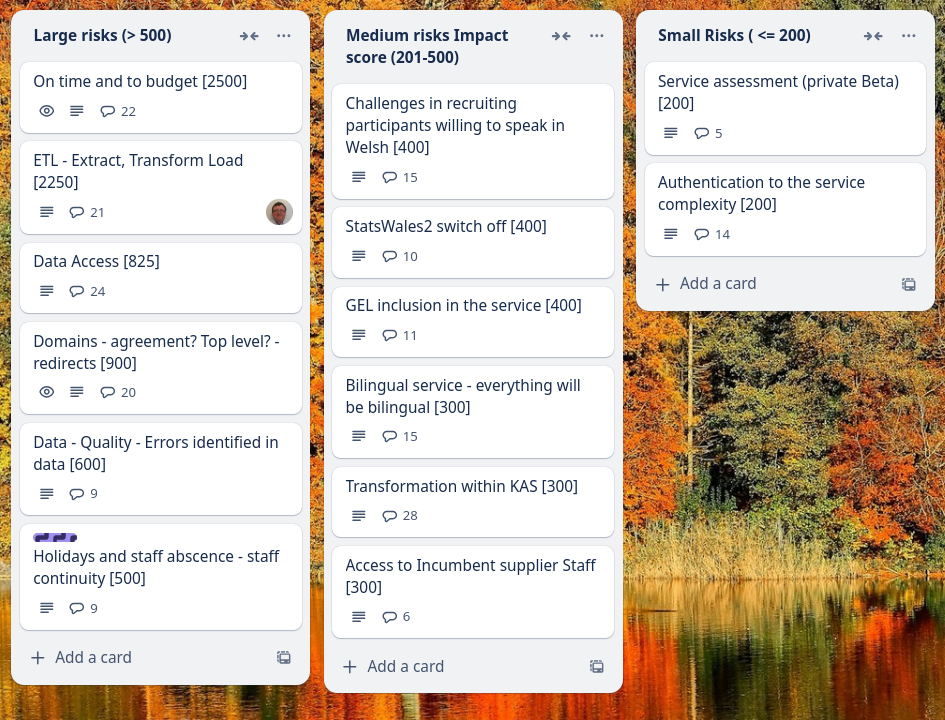 Large risks (> 500)
On time and to budget [2500]
22
ETL - Extract, Transform Load
[2250]
21
Data Access [825]
24
Domains - agreement? Top level? -
redirects [900]
20
Data - Quality - Errors identified in
data [600]
9
Holidays and staff abscence - staff
continuity [500]
9
+ Add a card
Medium risks Impact
score (201-500)
Challenges in recruiting
participants willing to speak in
Welsh [400]
15
StatsWales2 switch off [400]
10
GEL inclusion in the service [400]
11
Bilingual service - everything will
be bilingual [300]
15
Transformation within KAS [300]
28
Access to Incumbent supplier Staff
[300]
6
+ Add a card
Small Risks ( <= 200)
Service assessment (private Beta)
[200]
5
Authentication to the service
complexity [200]
14
+ Add a card